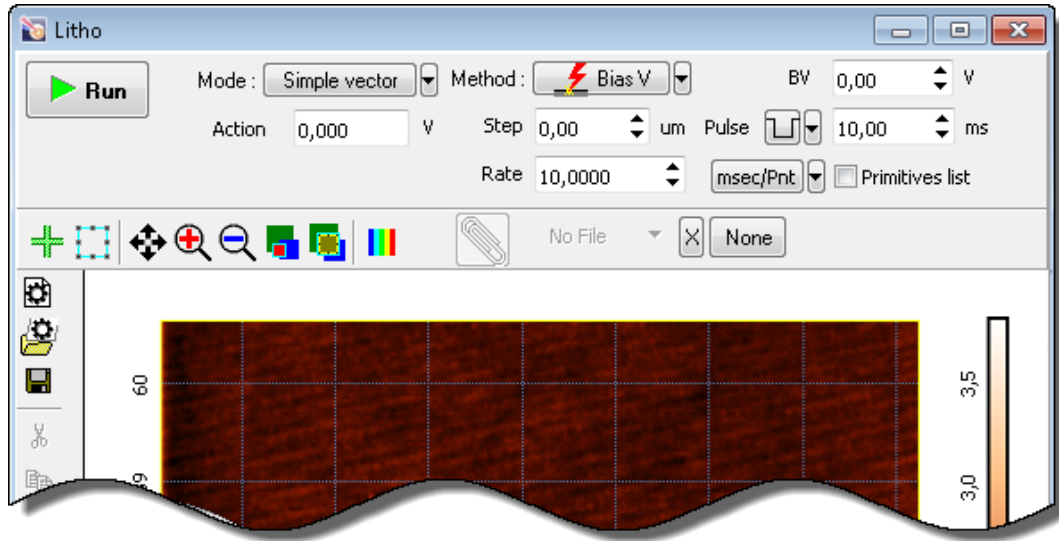 Litho
Run Mode : Simple vector Method : Bias V BV 0,00 V
Action 0,000 V Step 0,00 um Pulse 10,00 ms
Rate 10,0000 msec/Pnt Primitives list
No File X None
60
3,5
3,0